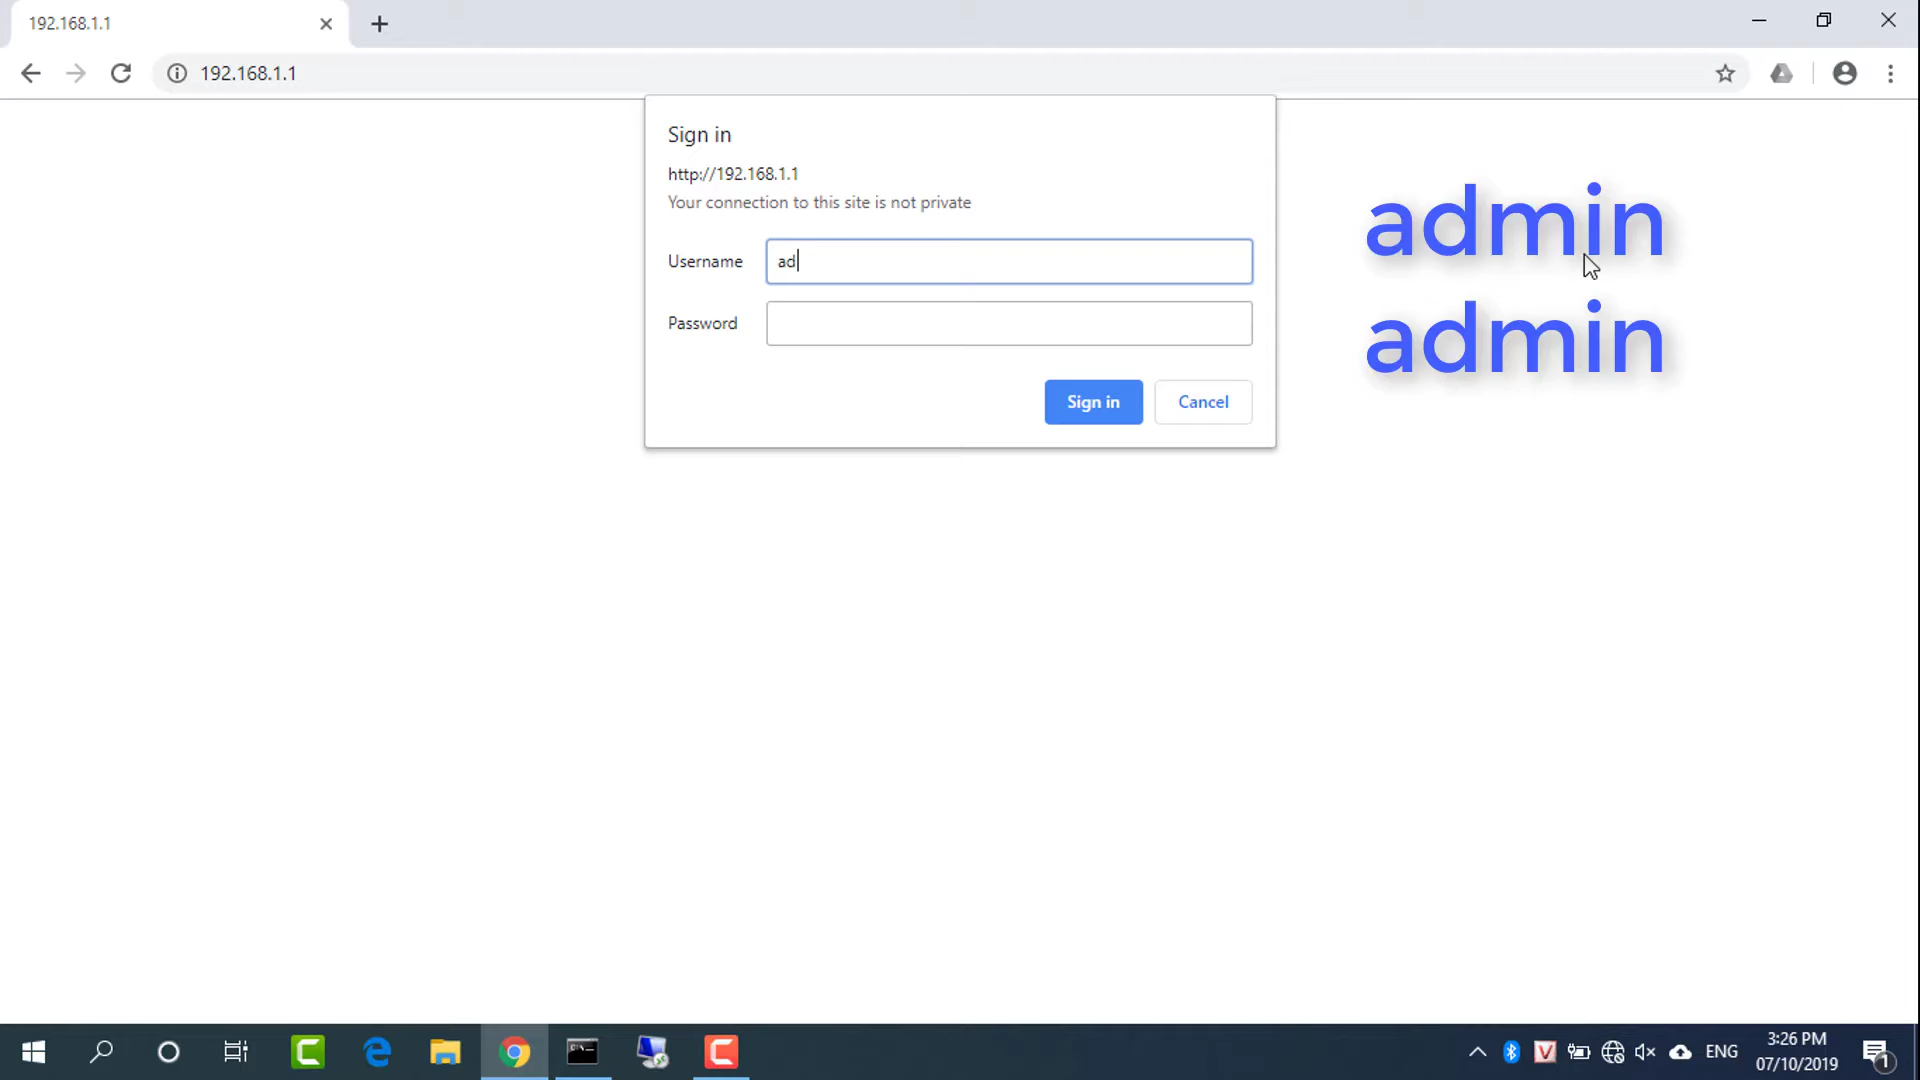 192.168.1.1
192.168.1.1
Sign in
http://192.168.1.1
Your connection to this site is not private
Username
ad
Password
Sign in
Cancel
admin
admin
ENG
3:26 PM
07/10/2019
1